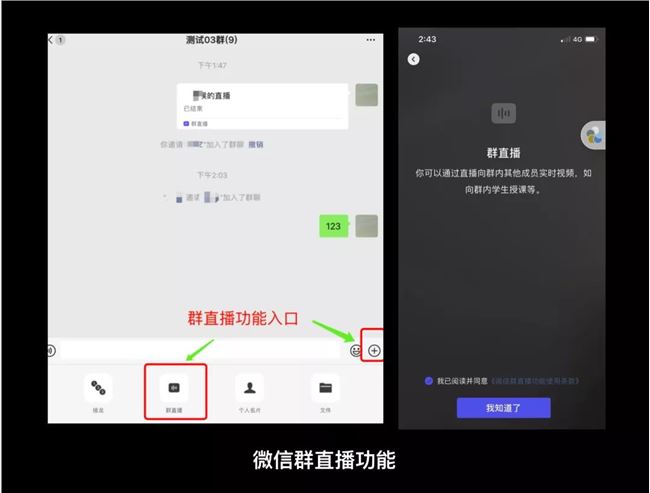 1
测试03群(9)
下午1:47
的直播
已结束
群直播
你邀请
"加入了群聊 撤销
下午2:03
邀请
"加入了群聊
123
群直播功能入口
接龙
群直播
个人名片
文件
2:43
4G
群直播
你可以通过直播向群内其他成员实时视频，如
向群内学生授课等。
我已阅读并同意《微信群直播功能使用条款》
我知道了
微信群直播功能